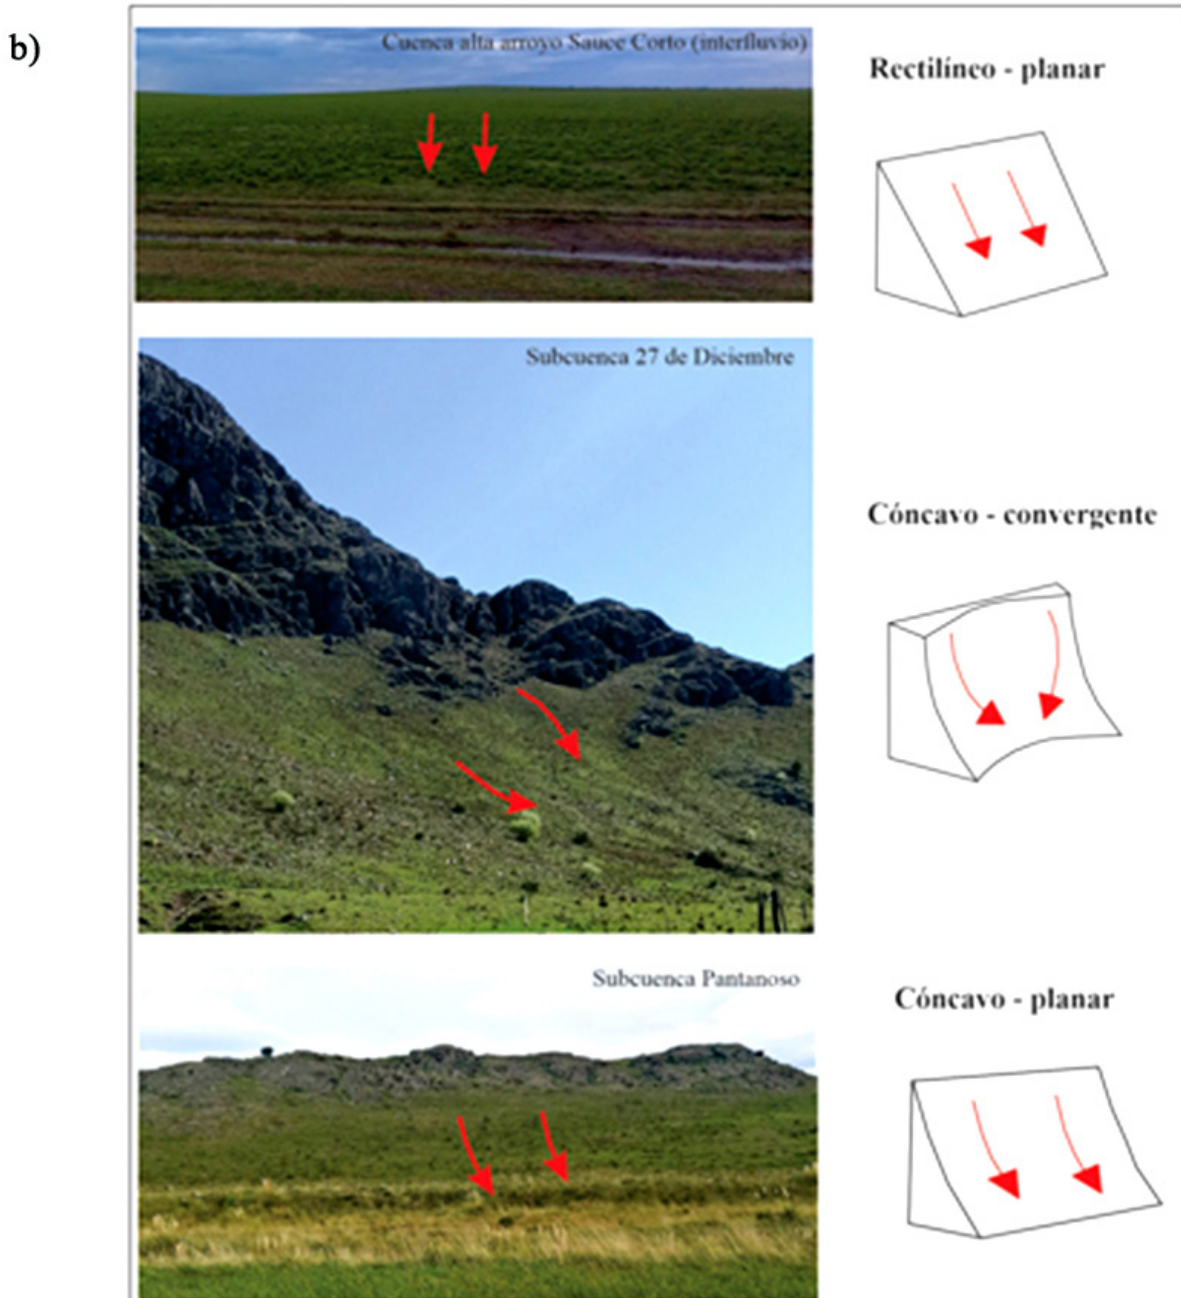 b)
Cuenca alta arroyo Sauce Corto (interfluvio)
Rectilíneo - planar
Subcuenca 27 de Diciembre
Cóncavo - convergente
Subcuenca Pantanoso
Cóncavo - planar